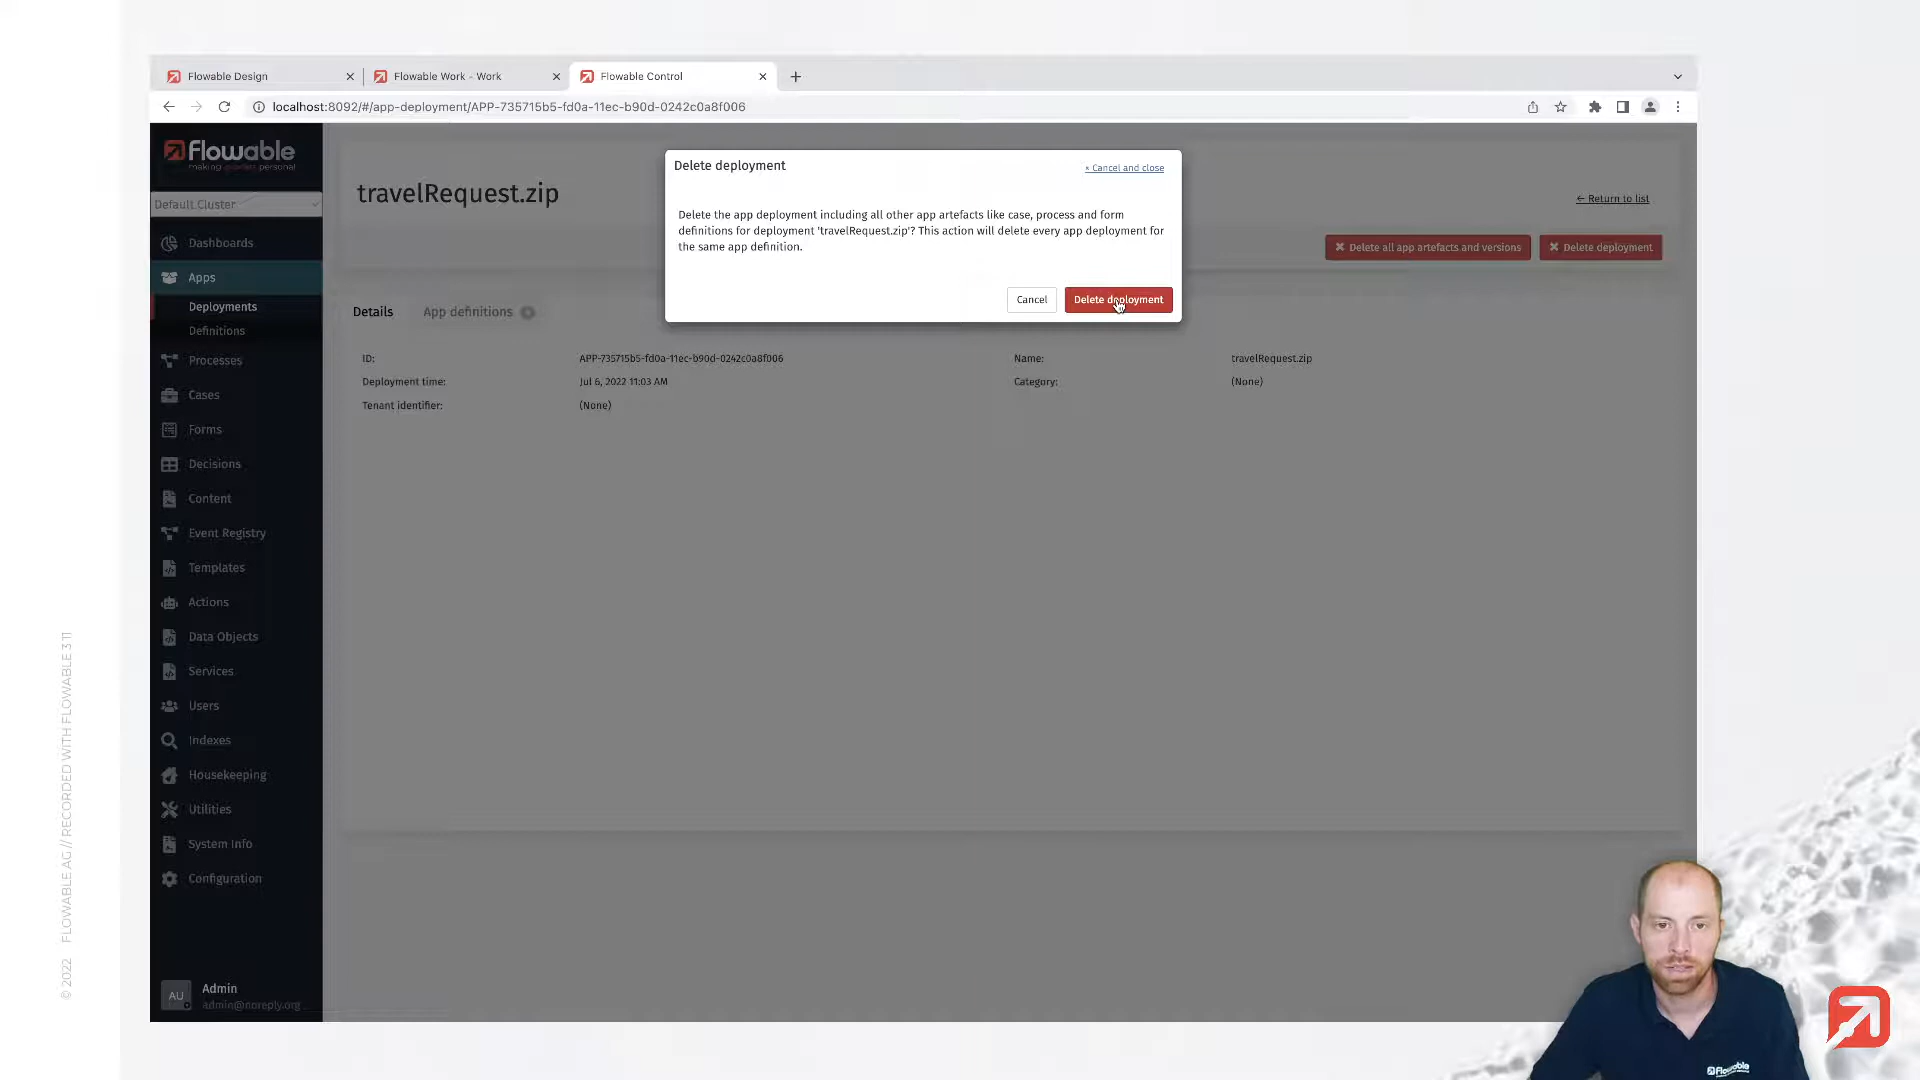 Flowable Design
Flowable Work - Work
Flowable Control
localhost:8092/#/app-deployment/APP-735715b5-fd0a-11ec-b90d-0242c0a8f006
Flowable
making personal
Default Cluster
Dashboards
Apps
Deployments
Definitions
Processes
Cases
Forms
Decisions
Content
Event Registry
Templates
Actions
Data Objects
Services
Users
Indexes
Housekeeping
Utilities
System Info
Configuration
AU
Admin
admin@noreply.org
travelRequest.zip
← Return to list
Delete all app artefacts and versions
Delete deployment
Details
App definitions
ID:
APP-735715b5-fd0a-11ec-b90d-0242c0a8f006
Name:
travelRequest.zip
Deployment time:
Jul 6, 2022 11:03 AM
Category:
(None)
Tenant identifier:
(None)
Delete deployment
× Cancel and close
Delete the app deployment including all other app artefacts like case, process and form
definitions for deployment 'travelRequest.zip'? This action will delete every app deployment for
the same app definition.
Cancel
Delete deployment
© 2022 FLOWABLE AG // RECORDED WITH FLOWABLE 3.11
Flowable